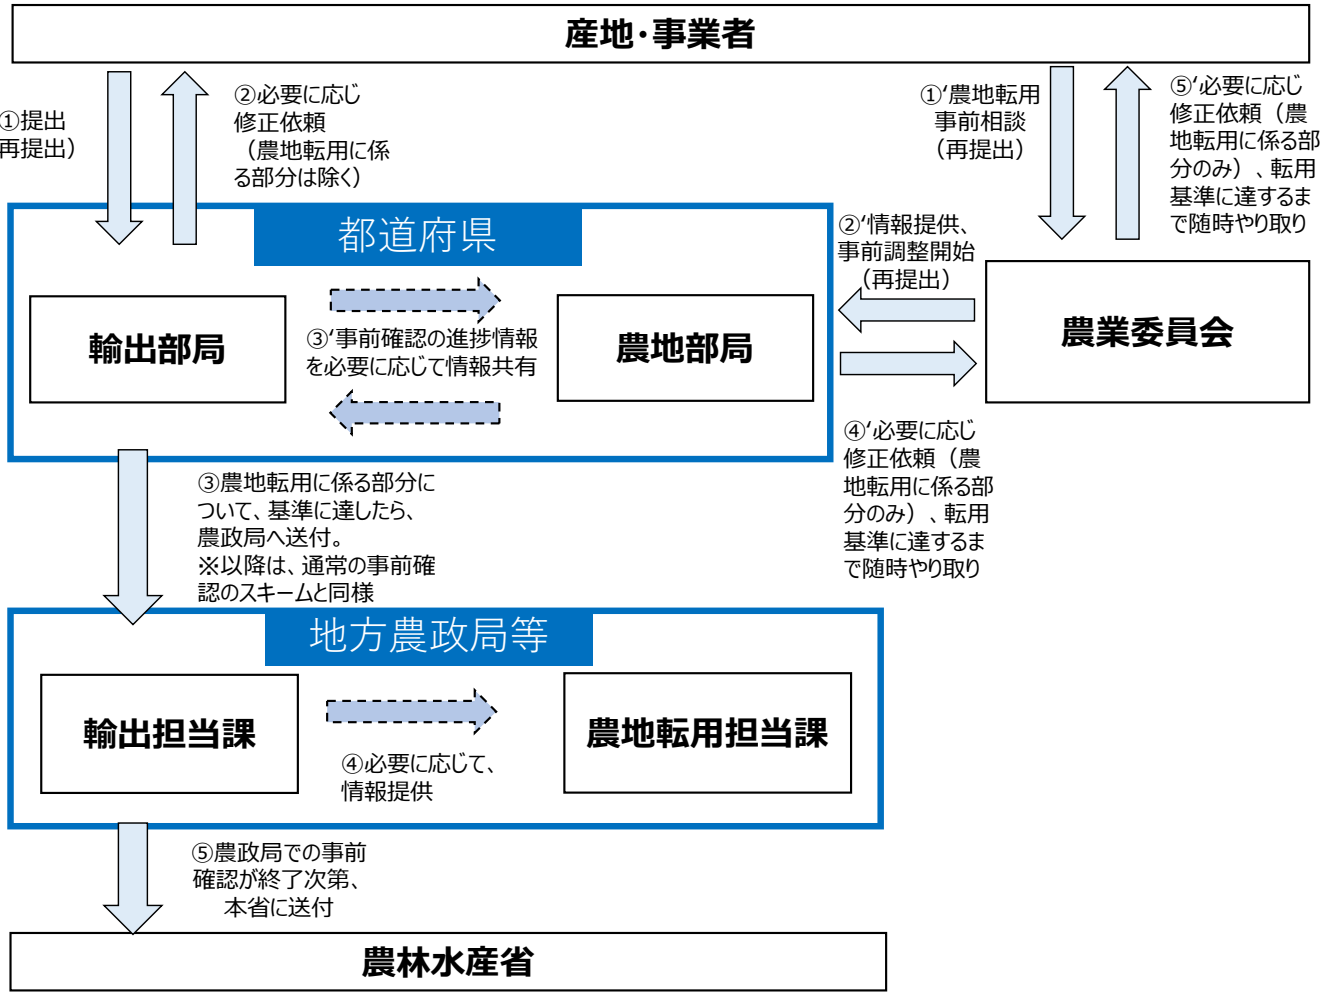 産地・事業者
①提出
再提出）
②必要に応じ
修正依頼
（農地転用に係
る部分は除く）
①‘農地転用
事前相談
（再提出）
⑤‘必要に応じ
修正依頼（農
地転用に係る部
分のみ）、転用
基準に達するま
で随時やり取り
都道府県
輸出部局
③‘事前確認の進捗情報
を必要に応じて情報共有
農地部局
②‘情報提供、
事前調整開始
（再提出）
農業委員会
④‘必要に応じ
修正依頼（農
地転用に係る部
分のみ）、転用
基準に達するま
で随時やり取り
③農地転用に係る部分に
ついて、基準に達したら、
農政局へ送付。
※以降は、通常の事前確
認のスキームと同様
地方農政局等
輸出担当課
④必要に応じて、
情報提供
農地転用担当課
⑤農政局での事前
確認が終了次第、
本省に送付
農林水産省